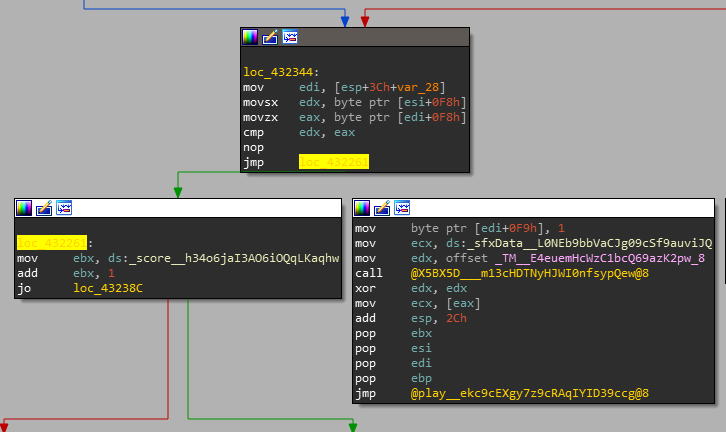 loc_432344:
mov edi, [esp+3Ch+var_28]
movsx edx, byte ptr [esi+0F8h]
movzx eax, byte ptr [edi+0F8h]
cmp edx, eax
nop
jmp loc_432261
loc_432261:
mov ebx, ds:_score__h34o6jaI3AO6iOQqLKaqhw
add ebx, 1
jo loc_43238C
mov byte ptr [edi+0F9h], 1
mov ecx, ds:_sfxData__L0NEb9bbVaCJg09cSf9auviJQ
mov edx, offset _TM__E4euemHcWzC1bcQ69azK2pw_8
call @X5BX5D___m13cHDTNyHJWI0nfsypQew@8
xor edx, edx
mov ecx, [eax]
add esp, 2Ch
pop ebx
pop esi
pop edi
pop ebp
jmp @play__ekc9cEXgy7z9cRAqIYID39ccg@8